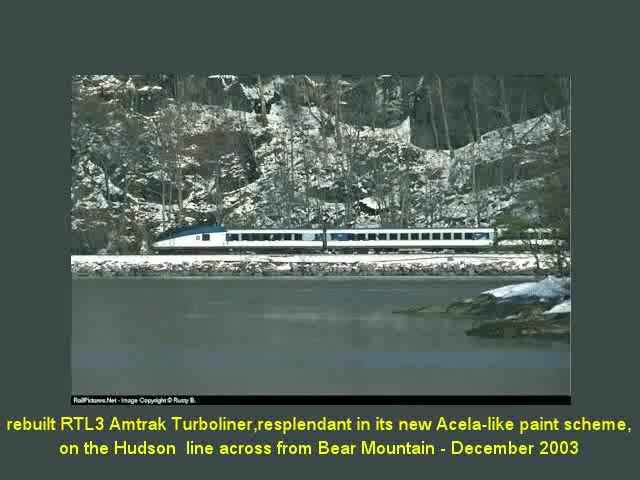 RailPictures.Net - Image Copyright © Rusty B.
rebuilt RTL3 Amtrak Turboliner,resplendant in its new Acela-like paint scheme,
on the Hudson  line across from Bear Mountain - December 2003